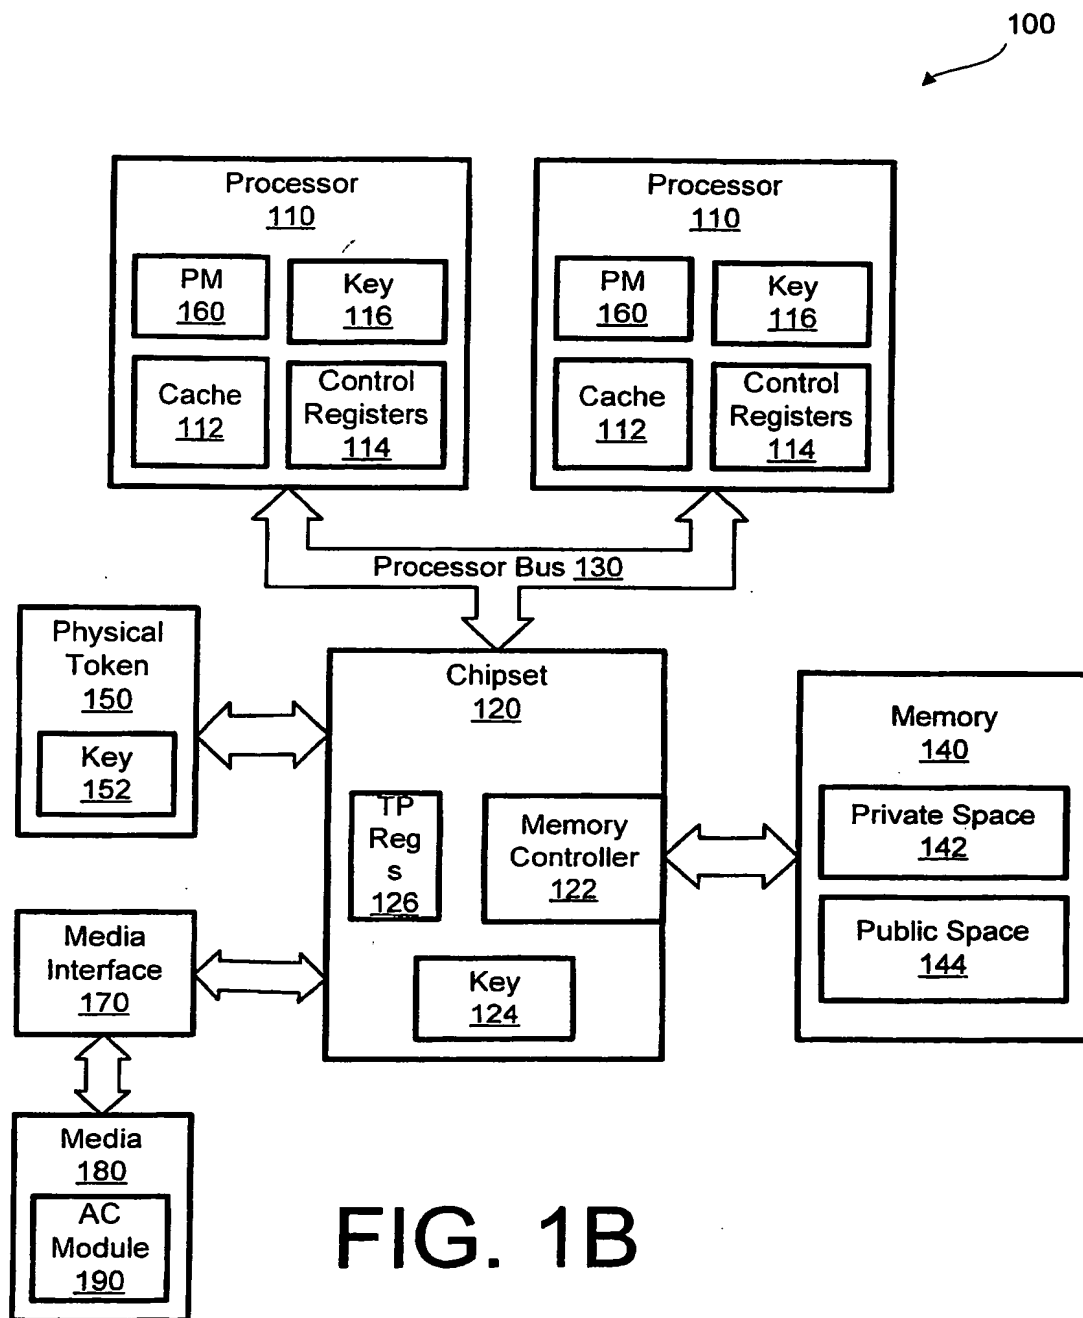 100
Processor
110
PM
160
Key
116
Cache
112
Control
Registers
114
Processor
110
PM
160
Key
116
Cache
112
Control
Registers
114
Processor Bus 130
Physical
Token
150
Key
152
Chipset
120
TP
Reg
s
126
Memory
Controller
122
Key
124
Memory
140
Private Space
142
Public Space
144
Media
Interface
170
Media
180
AC
Module
190
FIG. 1B